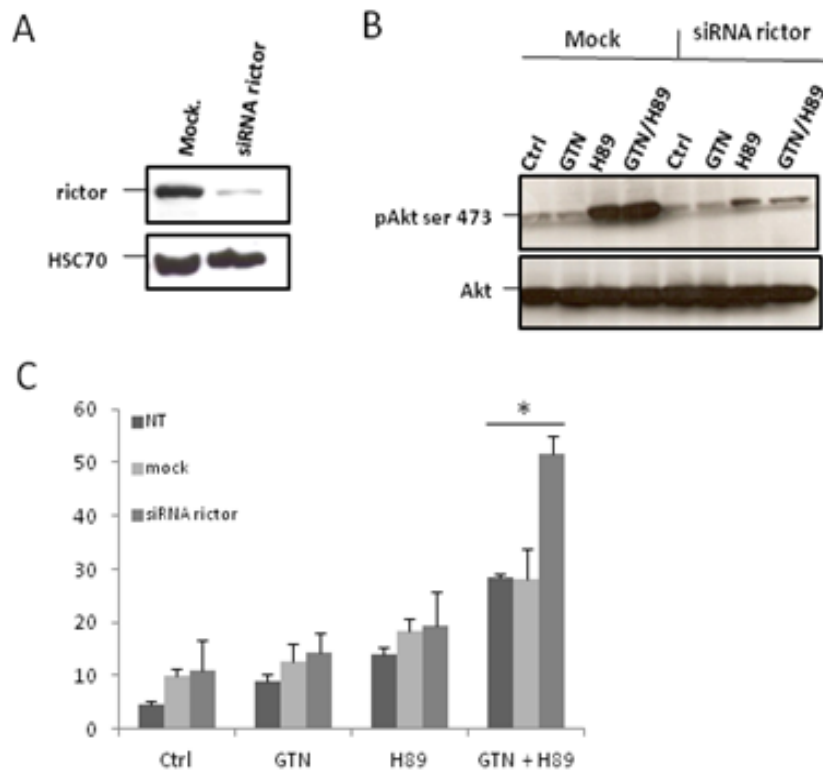 A
Mock.
siRNA rictor
rictor
HSC70
B
Mock
siRNA rictor
Ctrl
GTN
H89
GTN/H89
Ctrl
GTN
H89
GTN/H89
pAkt ser 473
Akt
C
60
50
40
30
20
10
0
NT
mock
siRNA rictor
*
Ctrl
GTN
H89
GTN + H89